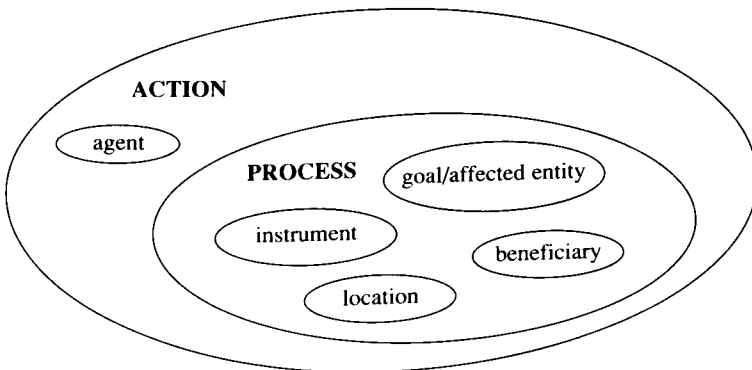 ACTION
agent
PROCESS
goal/affected entity
instrument
beneficiary
location